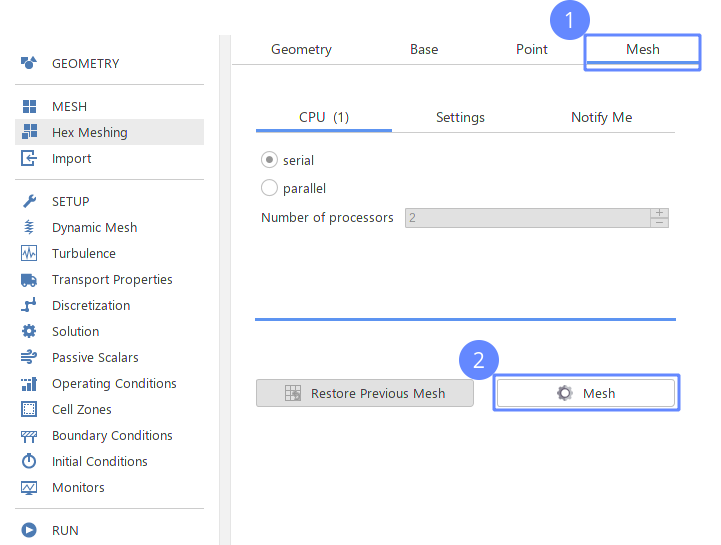 1
Geometry Base Point Mesh
GEOMETRY
MESH
Hex Meshing
Import
SETUP
Dynamic Mesh
Turbulence
Transport Properties
Discretization
Solution
Passive Scalars
Operating Conditions
Cell Zones
Boundary Conditions
Initial Conditions
Monitors
RUN
CPU (1) Settings Notify Me
serial
parallel
Number of processors 2
2
Restore Previous Mesh Mesh